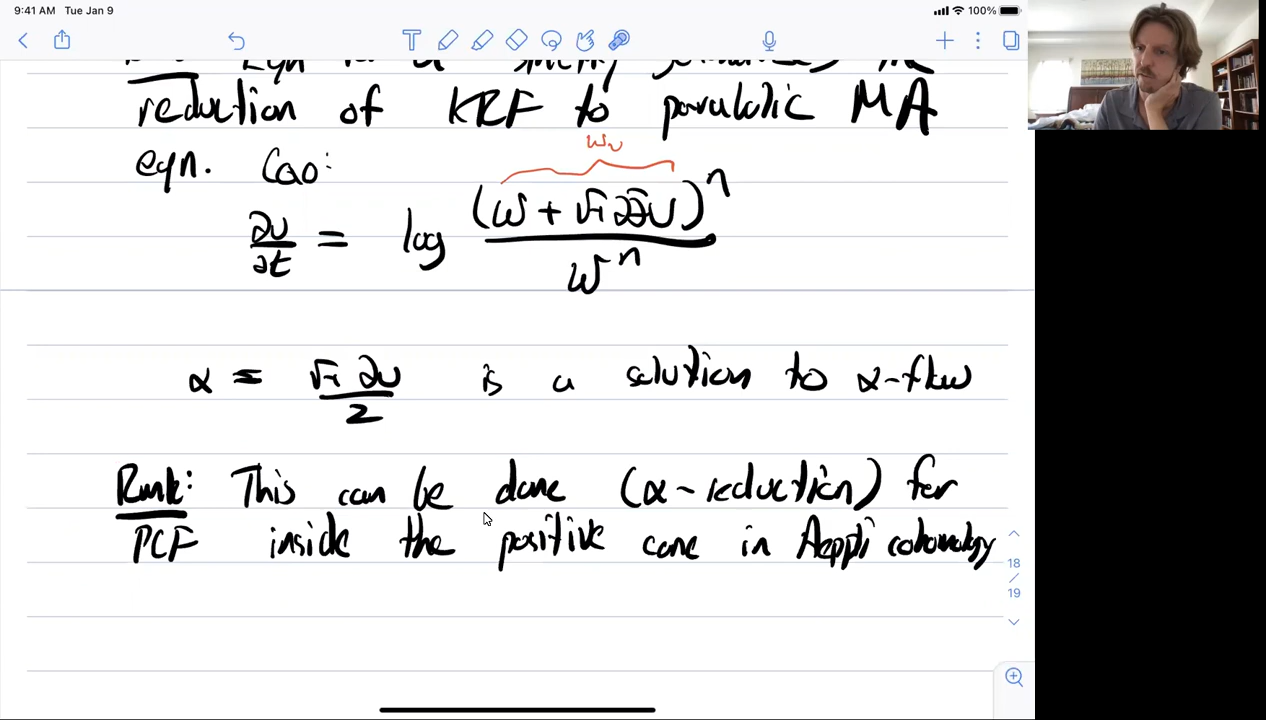 9:41 AM Tue Jan 9
100%
reduction of KRF to parabolic MA
ω_u
eqn. Cao:
∂u/∂t = log (ω + √-1 ∂∂̄u)^n / ω^n
α = √-1 ∂u / 2 is a solution to α-flow
Rmk: This can be done (α-reduction) for
PCF inside the positive cone in Aeppli cohomology
18
/
19